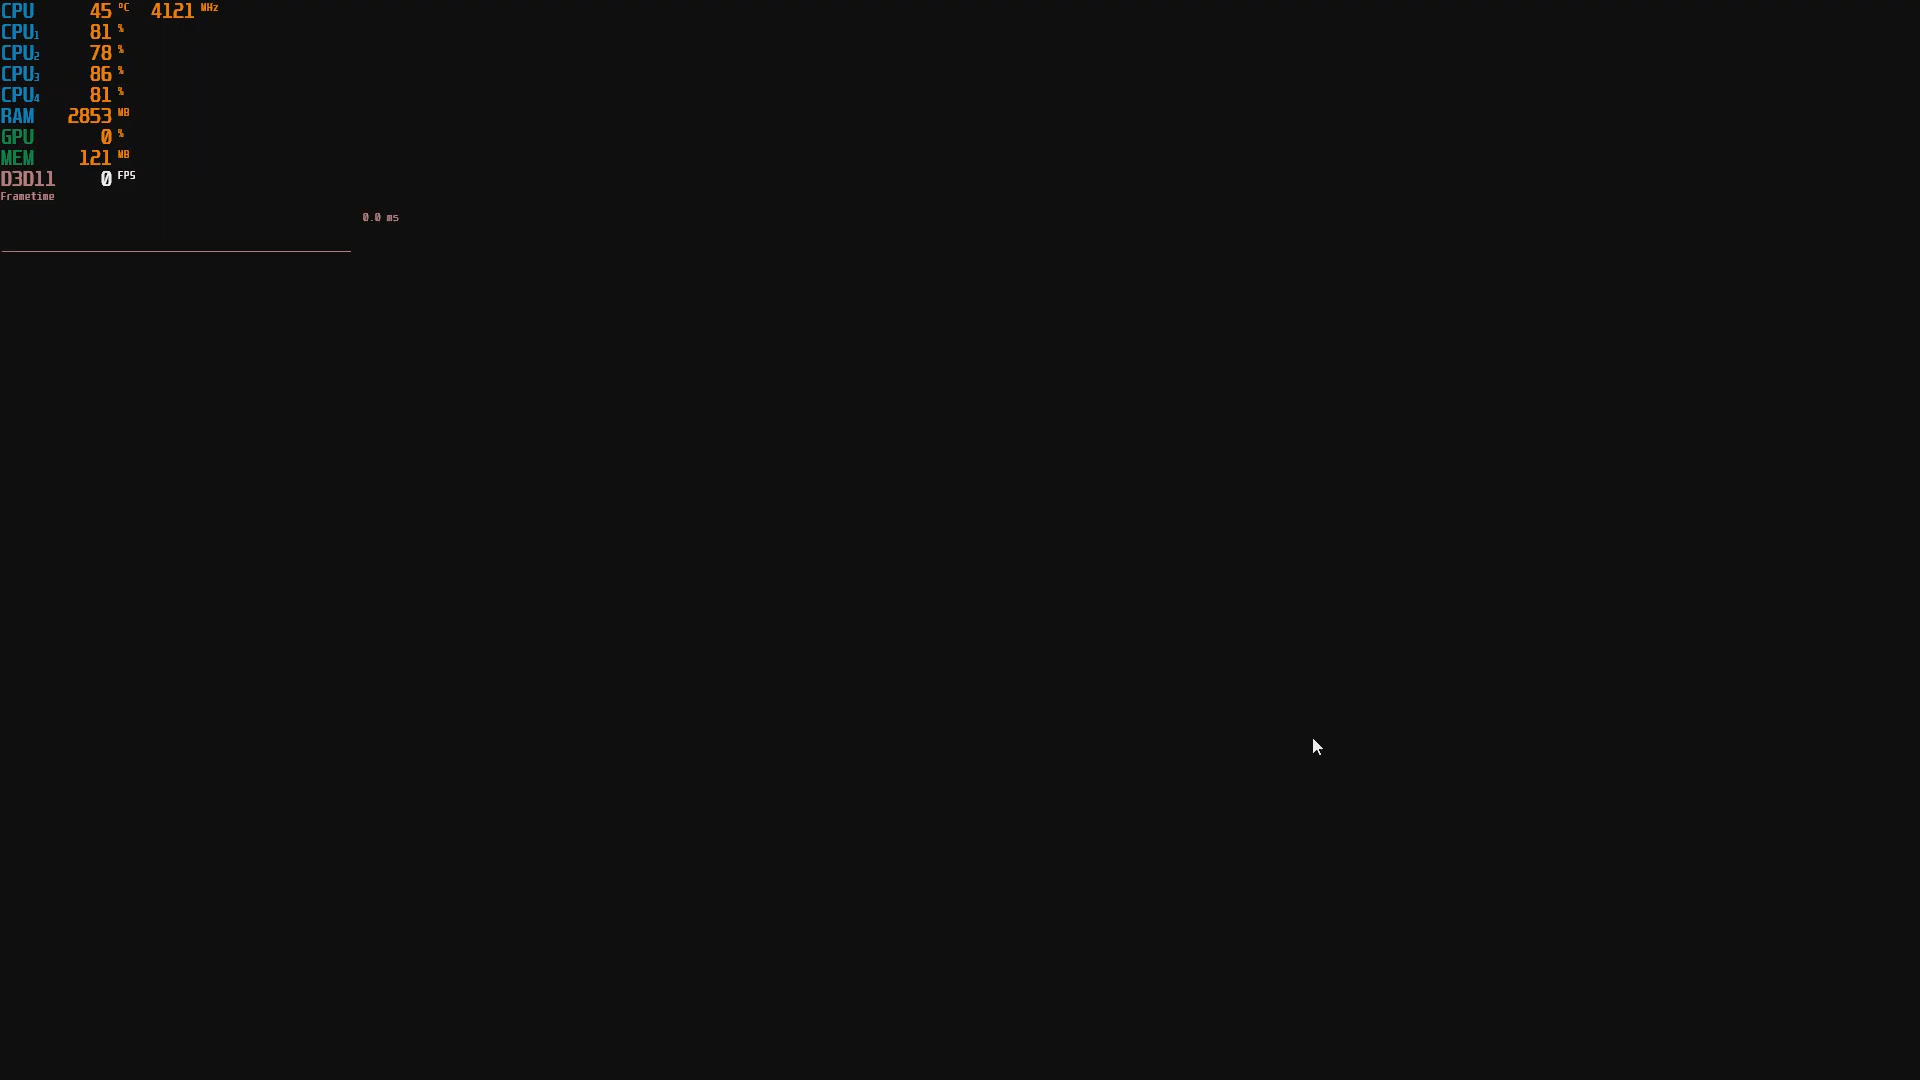 CPU 45 °C 4121 MHz
CPU1 81 %
CPU2 78 %
CPU3 86 %
CPU4 81 %
RAM 2853 MB
GPU 0 %
MEM 121 MB
D3D11 0 FPS
Frametime
0.0 ms